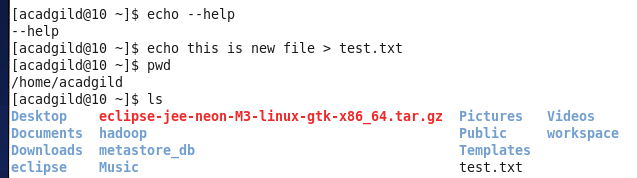 [acadgild@10 ~]$ echo --help
--help
[acadgild@10 ~]$ echo this is new file > test.txt
[acadgild@10 ~]$ pwd
/home/acadgild
[acadgild@10 ~]$ ls
Desktop    eclipse-jee-neon-M3-linux-gtk-x86_64.tar.gz  Pictures   Videos
Documents  hadoop                                       Public     workspace
Downloads  metastore_db                                 Templates
eclipse    Music                                        test.txt